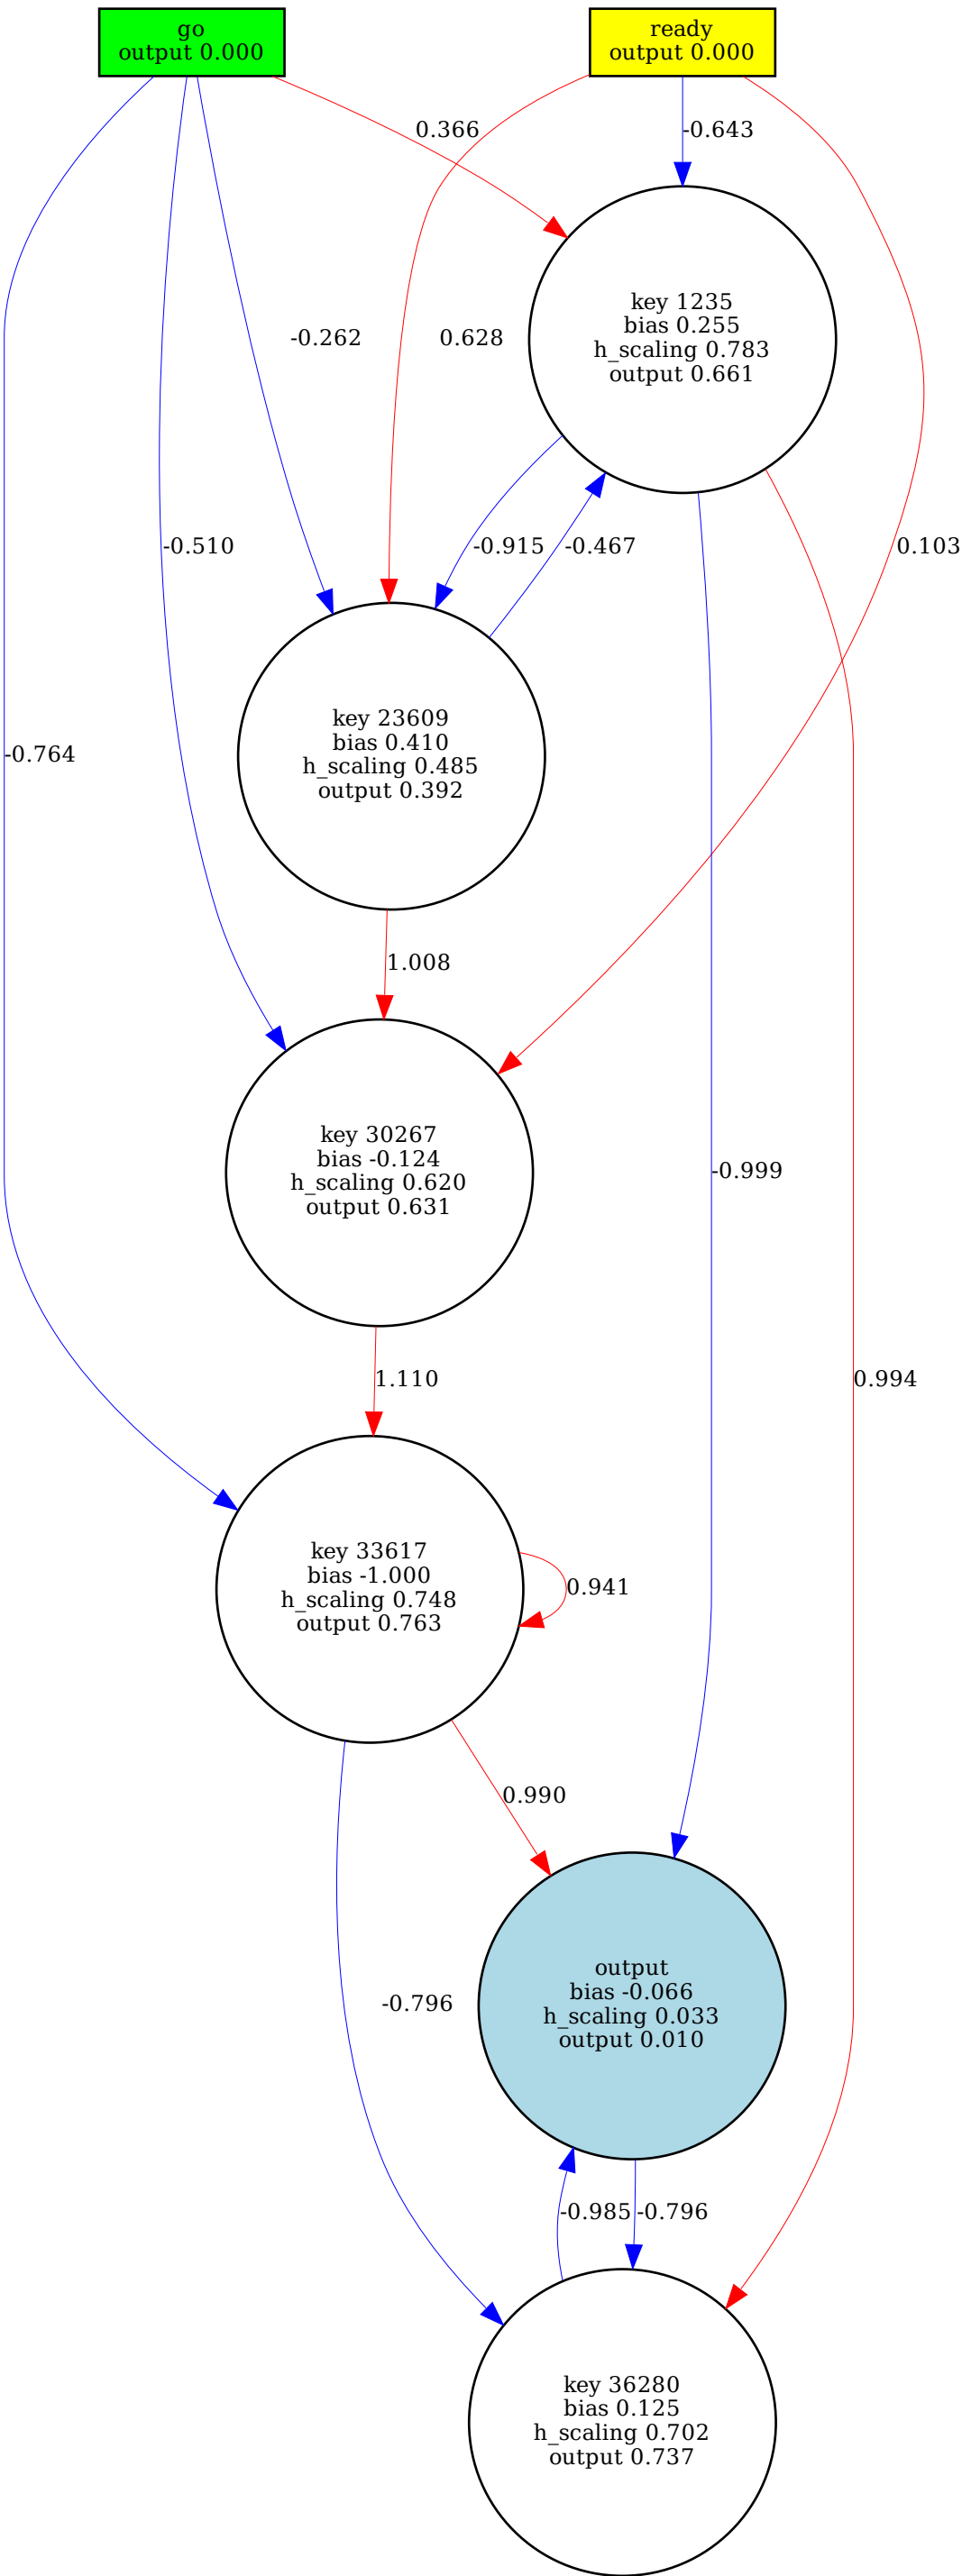 go
output 0.000
ready
output 0.000
0.366
-0.643
key 1235
bias 0.255
h_scaling 0.783
output 0.661
-0.262
0.628
-0.510
-0.915
-0.467
0.103
key 23609
bias 0.410
h_scaling 0.485
output 0.392
-0.764
1.008
key 30267
bias -0.124
h_scaling 0.620
output 0.631
-0.999
1.110
0.994
key 33617
bias -1.000
h_scaling 0.748
output 0.763
0.941
0.990
output
bias -0.066
h_scaling 0.033
output 0.010
-0.796
-0.985
-0.796
key 36280
bias 0.125
h_scaling 0.702
output 0.737